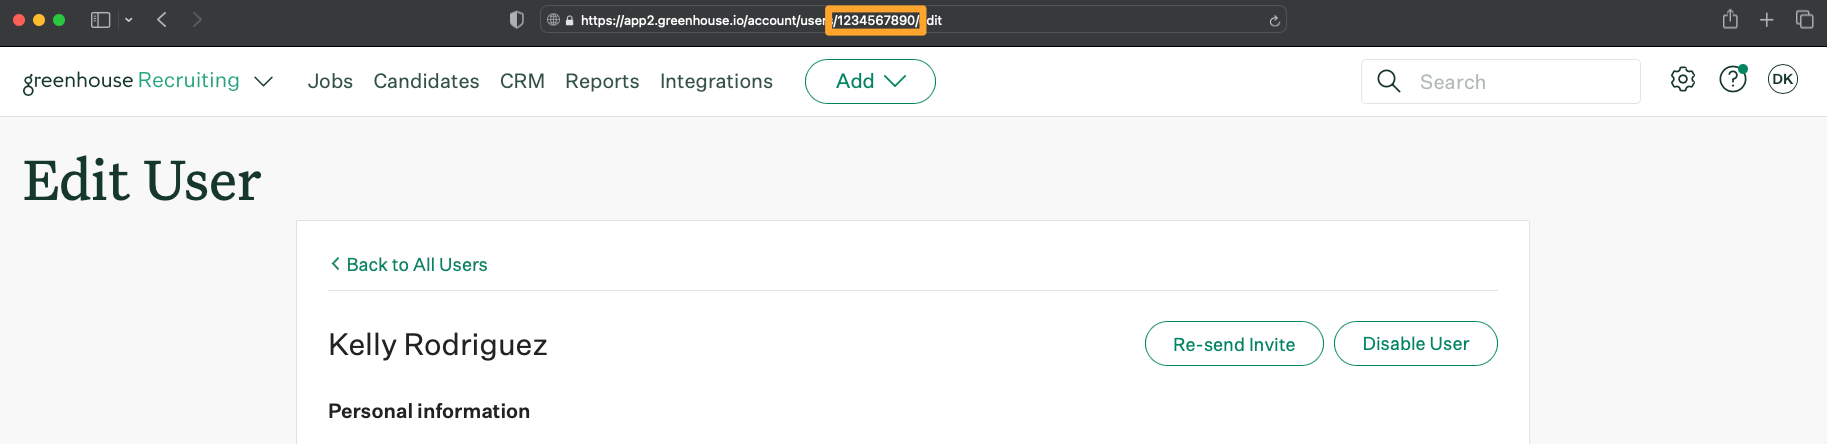 https://app2.greenhouse.io/account/users/1234567890/edit
greenhouse Recruiting Jobs Candidates CRM Reports Integrations Add Search ? DK
Edit User
Back to All Users
Kelly Rodriguez Re-send Invite Disable User
Personal information